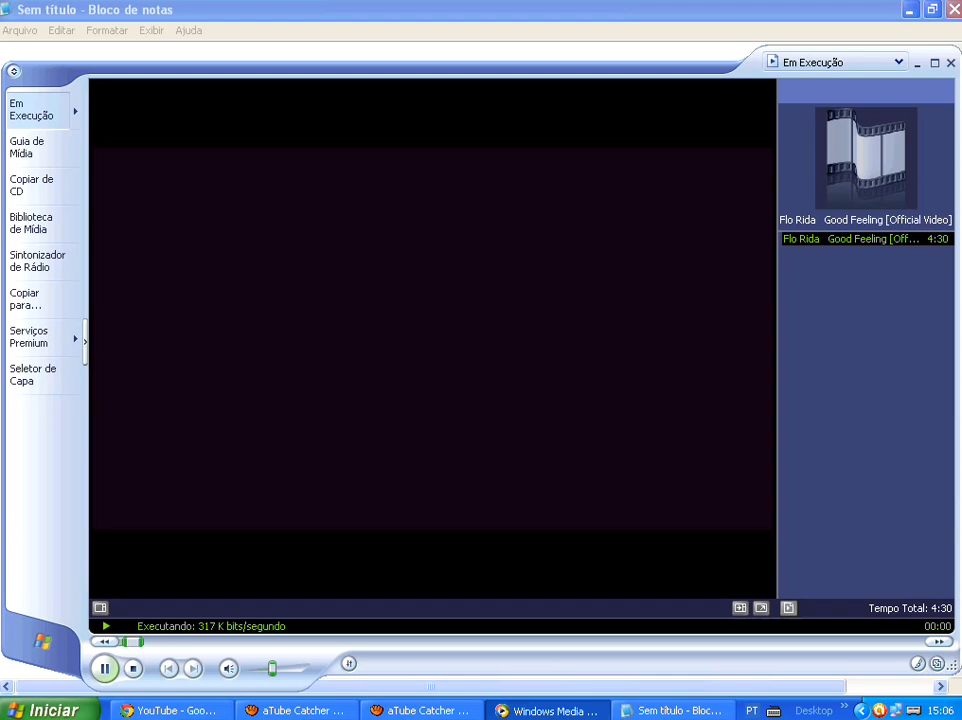 Sem título - Bloco de notas
Arquivo Editar Formatar Exibir Ajuda
Em Execução
Em
Execução
Guia de
Mídia
Copiar de
CD
Biblioteca
de Mídia
Sintonizador
de Rádio
Copiar
para...
Serviços
Premium
Seletor de
Capa
Flo Rida Good Feeling [Official Video]
Flo Rida Good Feeling [Off... 4:30
Tempo Total: 4:30
Executando: 317 K bits/segundo
00:00
Iniciar
YouTube - Goo...
aTube Catcher ...
aTube Catcher ...
Windows Media ...
Sem título - Bloc...
PT
Desktop
15:06